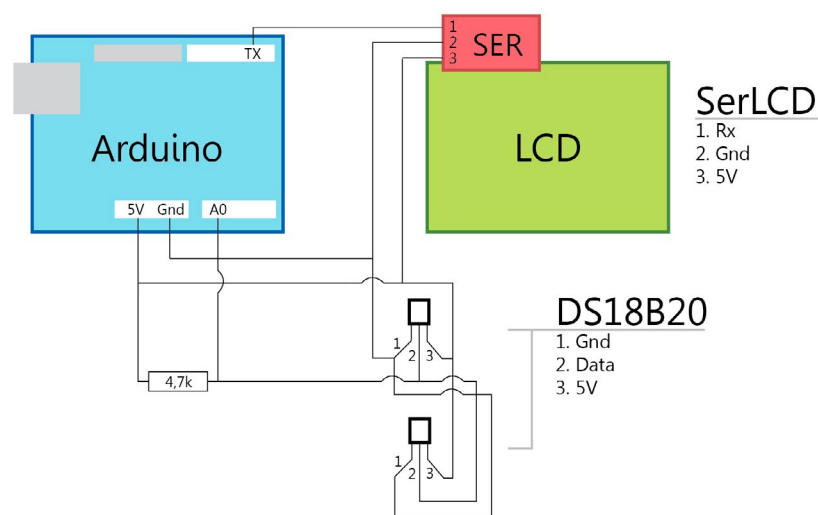 TX
1
2
3
SER
Arduino
LCD
SerLCD
1. Rx
2. Gnd
3. 5V
5V Gnd A0
DS18B20
1. Gnd
2. Data
3. 5V
1
2
3
4,7k
1
2
3